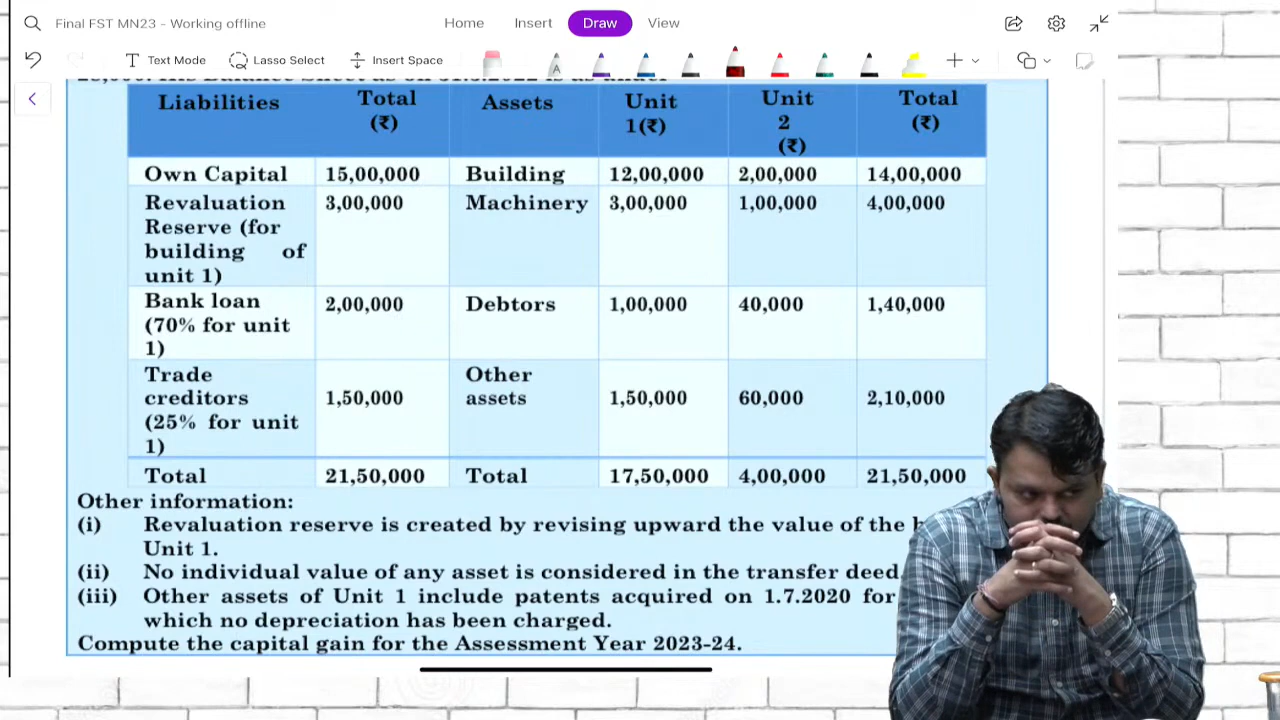 Final FST MN23 - Working offline
Home Insert Draw View
Text Mode Lasso Select Insert Space
Liabilities Total (₹) Assets Unit 1(₹) Unit 2 (₹) Total (₹)
Own Capital 15,00,000 Building 12,00,000 2,00,000 14,00,000
Revaluation 3,00,000 Machinery 3,00,000 1,00,000 4,00,000
Reserve (for
building of
unit 1)
Bank loan 2,00,000 Debtors 1,00,000 40,000 1,40,000
(70% for unit
1)
Trade Other
creditors 1,50,000 assets 1,50,000 60,000 2,10,000
(25% for unit
1)
Total 21,50,000 Total 17,50,000 4,00,000 21,50,000
Other information:
(i) Revaluation reserve is created by revising upward the value of the
Unit 1.
(ii) No individual value of any asset is considered in the transfer deed
(iii) Other assets of Unit 1 include patents acquired on 1.7.2020 for
which no depreciation has been charged.
Compute the capital gain for the Assessment Year 2023-24.